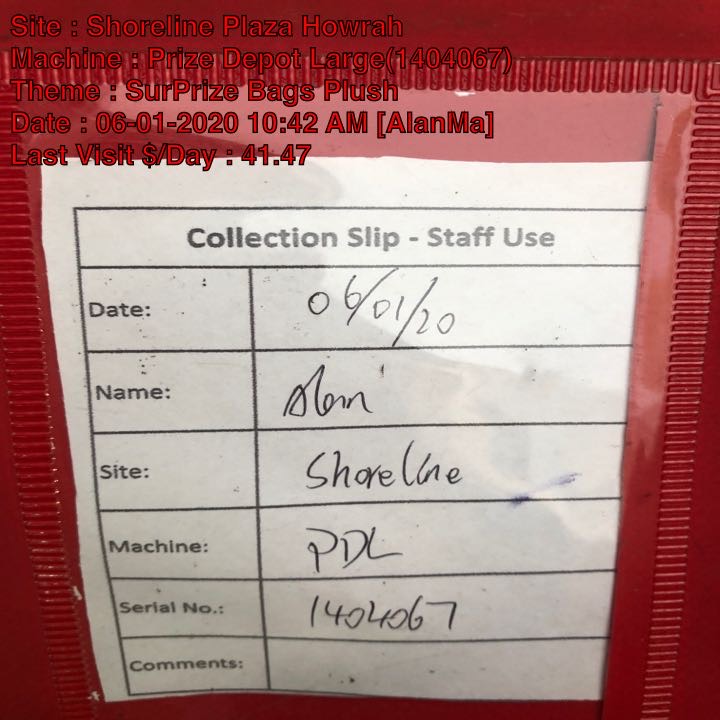 Site : Shoreline Plaza Howrah
Machine : Prize Depot Large(1404067)
Theme : SurPrize Bags Plush
Date : 06-01-2020 10:42 AM [AlanMa]
Last Visit $/Day : 41.47
Collection Slip - Staff Use
Date: 06/01/20
Name: Alan
Site: Shoreline
Machine: PDL
Serial No.: 1404067
Comments: